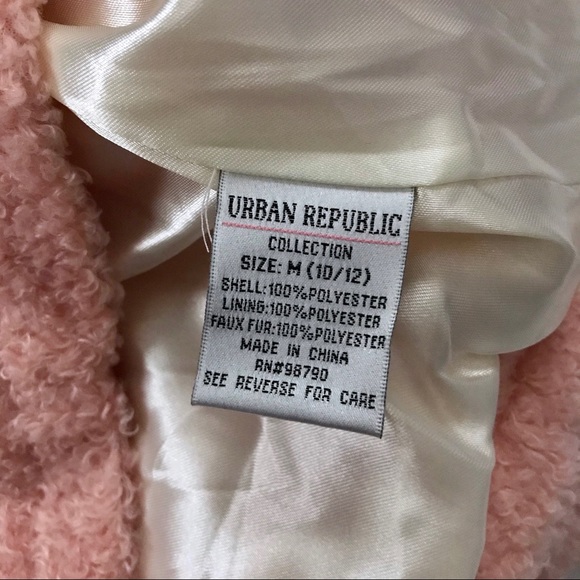 URBAN REPUBLIC
COLLECTION
SIZE: M (10/12)
SHELL:100%POLYESTER
LINING:100%POLYESTER
FAUX FUR:100%POLYESTER
MADE IN CHINA
RN#98790
SEE REVERSE FOR CARE